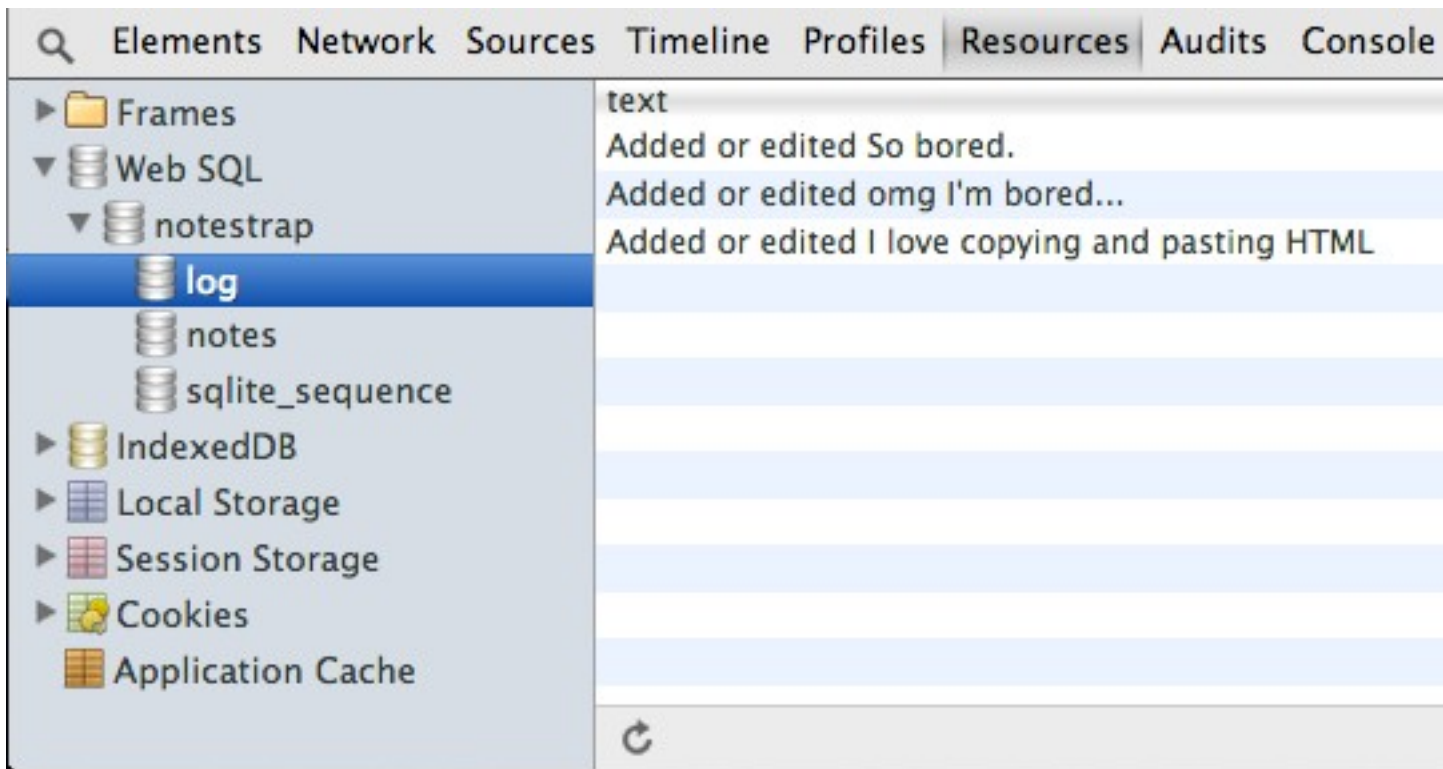 Elements Network Sources Timeline Profiles Resources Audits Console
Frames
Web SQL
notestrap
log
notes
sqlite_sequence
IndexedDB
Local Storage
Session Storage
Cookies
Application Cache
text
Added or edited So bored.
Added or edited omg I'm bored...
Added or edited I love copying and pasting HTML